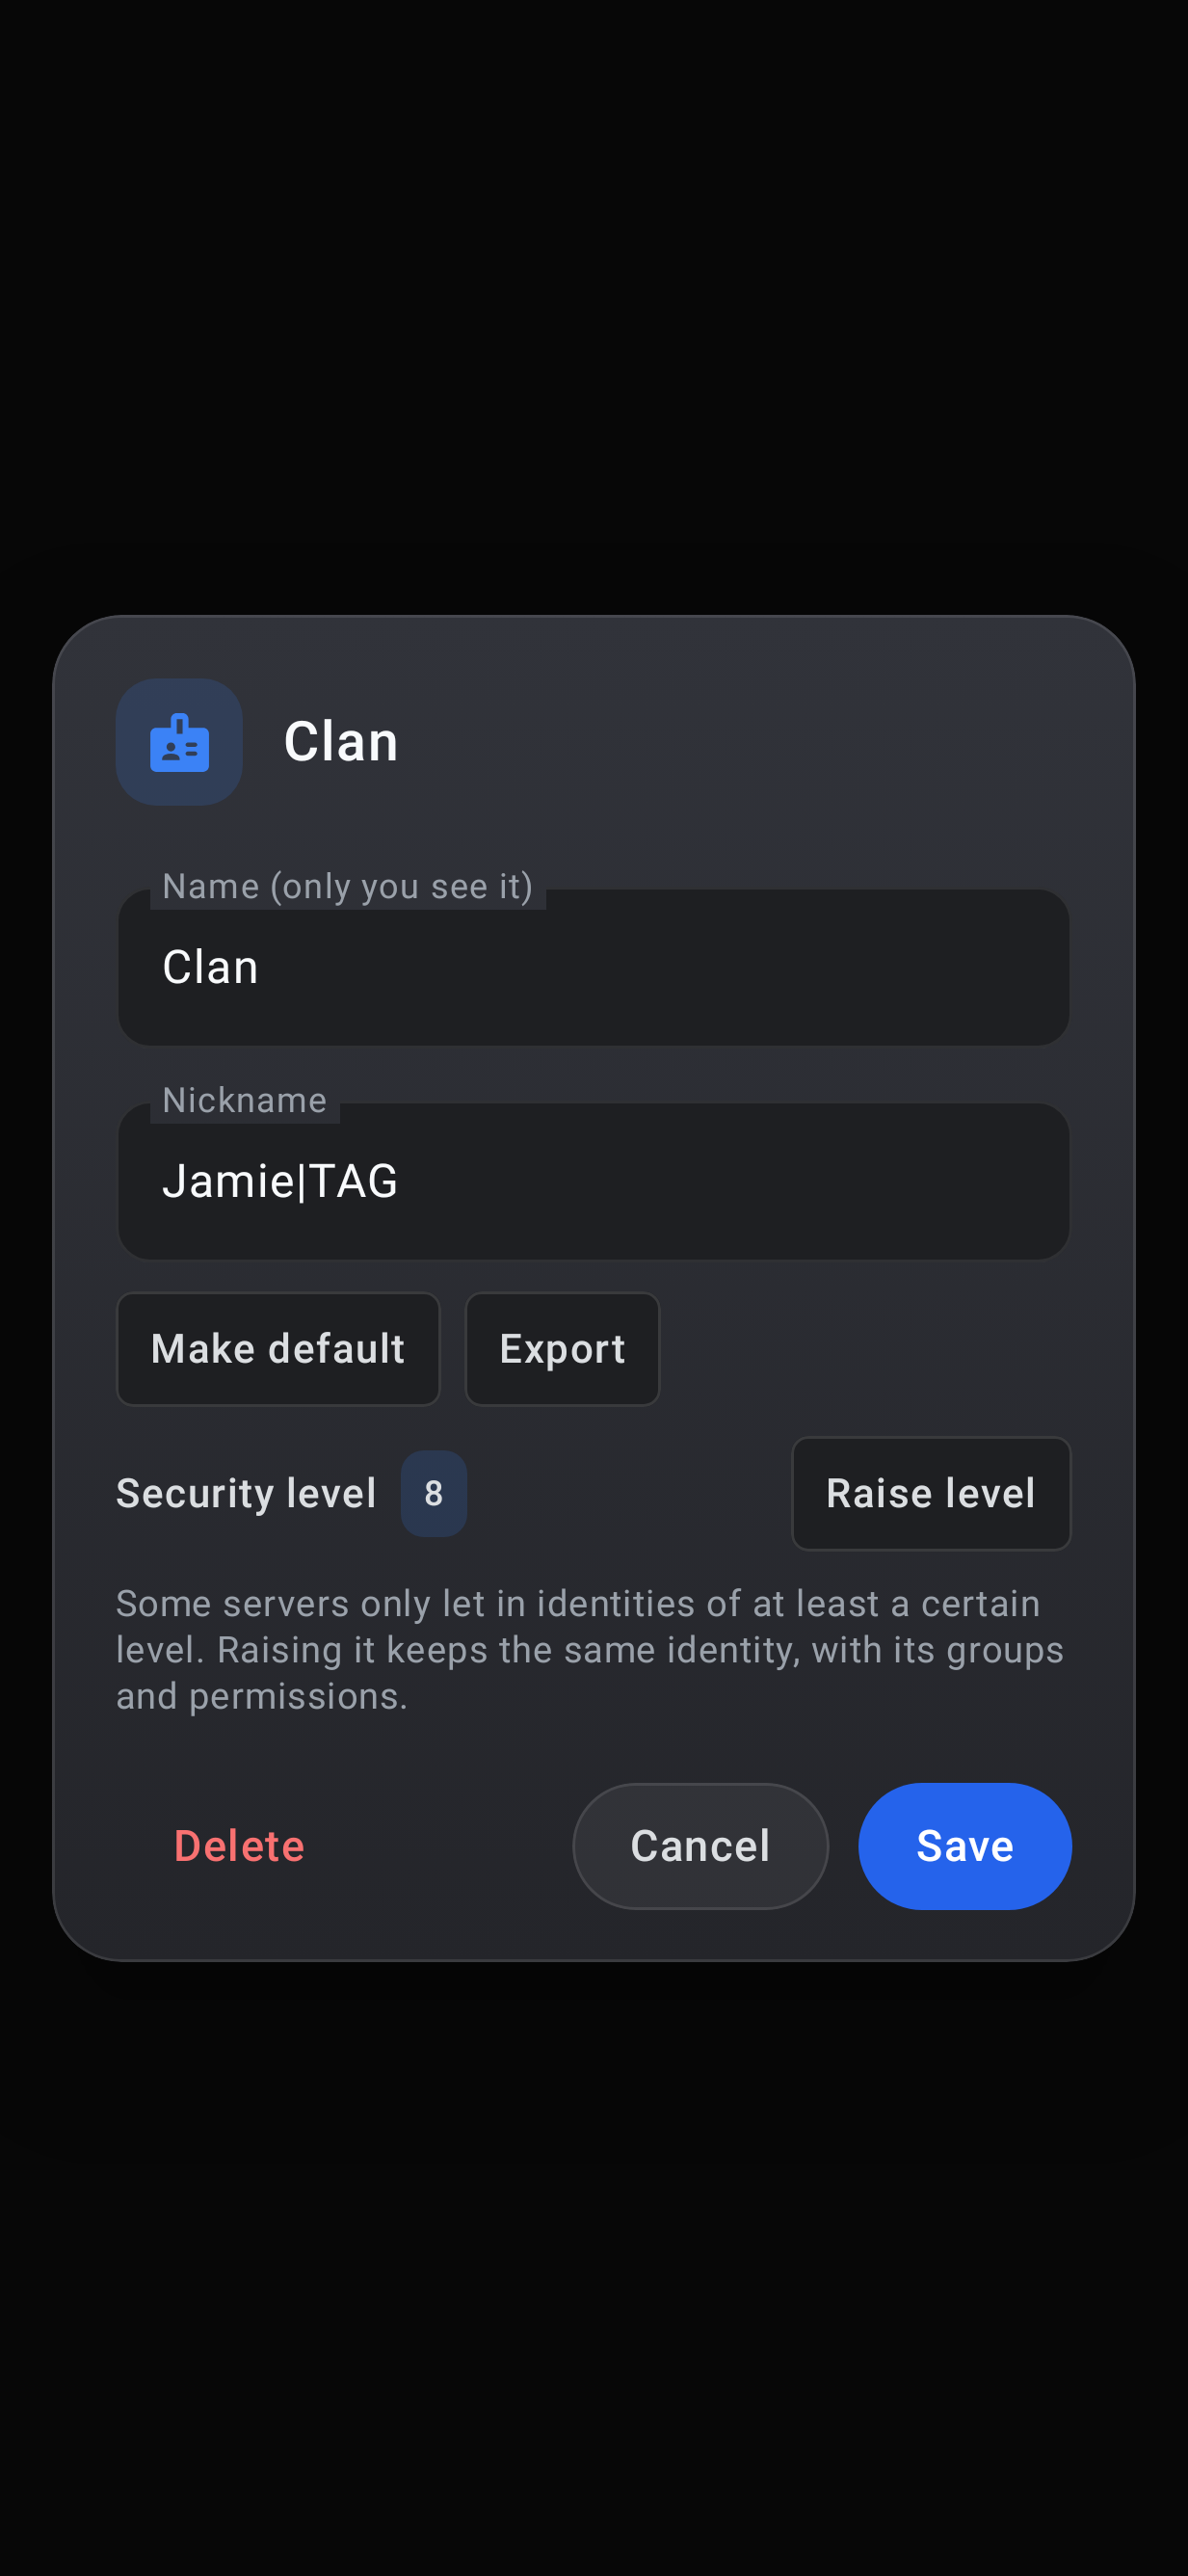 Clan
Name (only you see it)
Clan
Nickname
Jamie|TAG
Make default Export
Security level 8 Raise level
Some servers only let in identities of at least a certain
level. Raising it keeps the same identity, with its groups
and permissions.
Delete Cancel Save